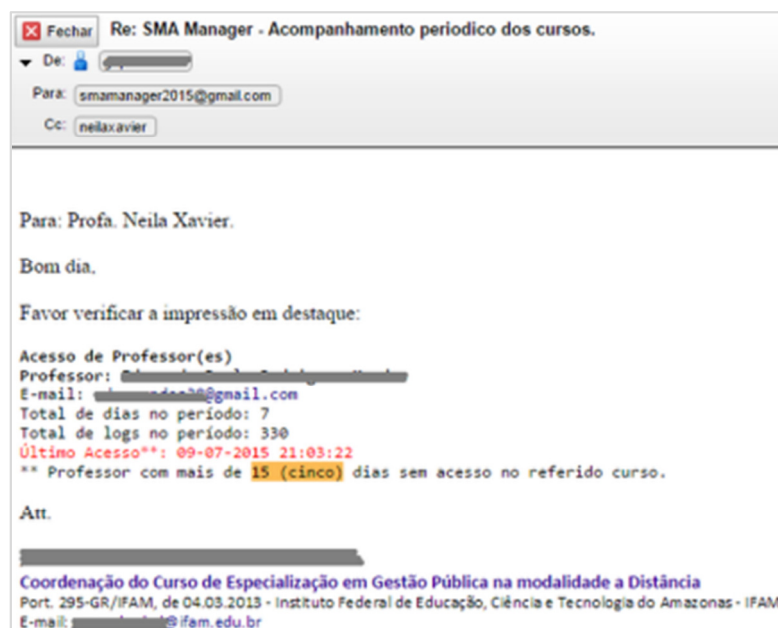 Fechar Re: SMA Manager - Acompanhamento periodico dos cursos.
De:
Para: smamanager2015@gmail.com
Cc: neilaxavier
Para: Profa. Neila Xavier.
Bom dia,
Favor verificar a impressão em destaque:
Acesso de Professor(es)
Professor:
E-mail: @gmail.com
Total de dias no período: 7
Total de logs no período: 330
Último Acesso**: 09-07-2015 21:03:22
** Professor com mais de 15 (cinco) dias sem acesso no referido curso.
Att.
Coordenação do Curso de Especialização em Gestão Pública na modalidade a Distância
Port. 295-GR/IFAM, de 04.03.2013 - Instituto Federal de Educação, Ciência e Tecnologia do Amazonas - IFAM
E-mail: @ifam.edu.br